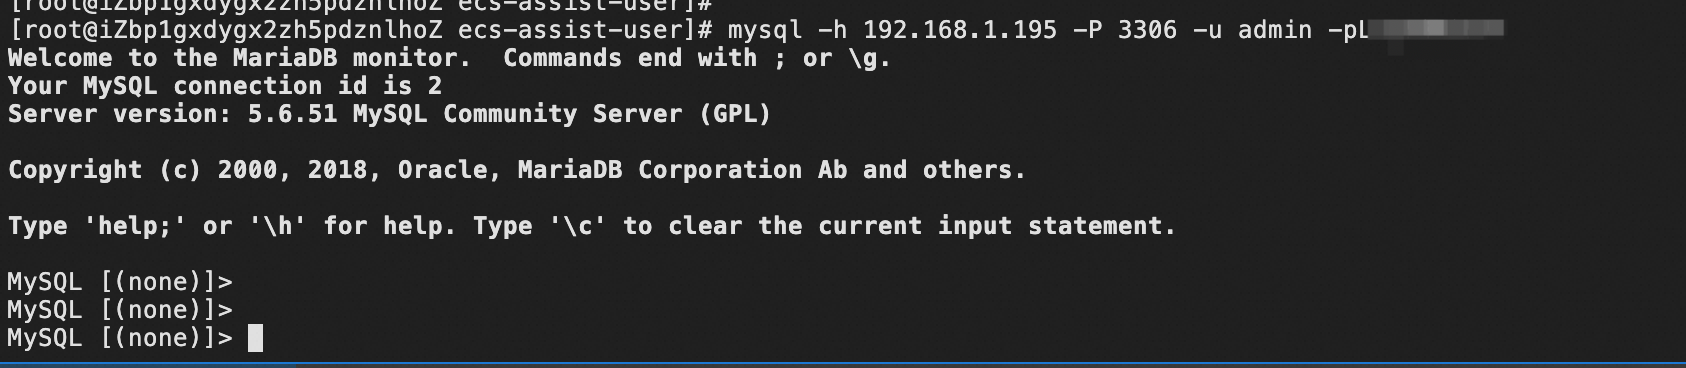 [root@iZbp1gxdygx2zh5pdznlhoZ ecs-assist-user]#
[root@iZbp1gxdygx2zh5pdznlhoZ ecs-assist-user]# mysql -h 192.168.1.195 -P 3306 -u admin -pL
Welcome to the MariaDB monitor.  Commands end with ; or \g.
Your MySQL connection id is 2
Server version: 5.6.51 MySQL Community Server (GPL)
Copyright (c) 2000, 2018, Oracle, MariaDB Corporation Ab and others.
Type 'help;' or '\h' for help. Type '\c' to clear the current input statement.
MySQL [(none)]>
MySQL [(none)]>
MySQL [(none)]>